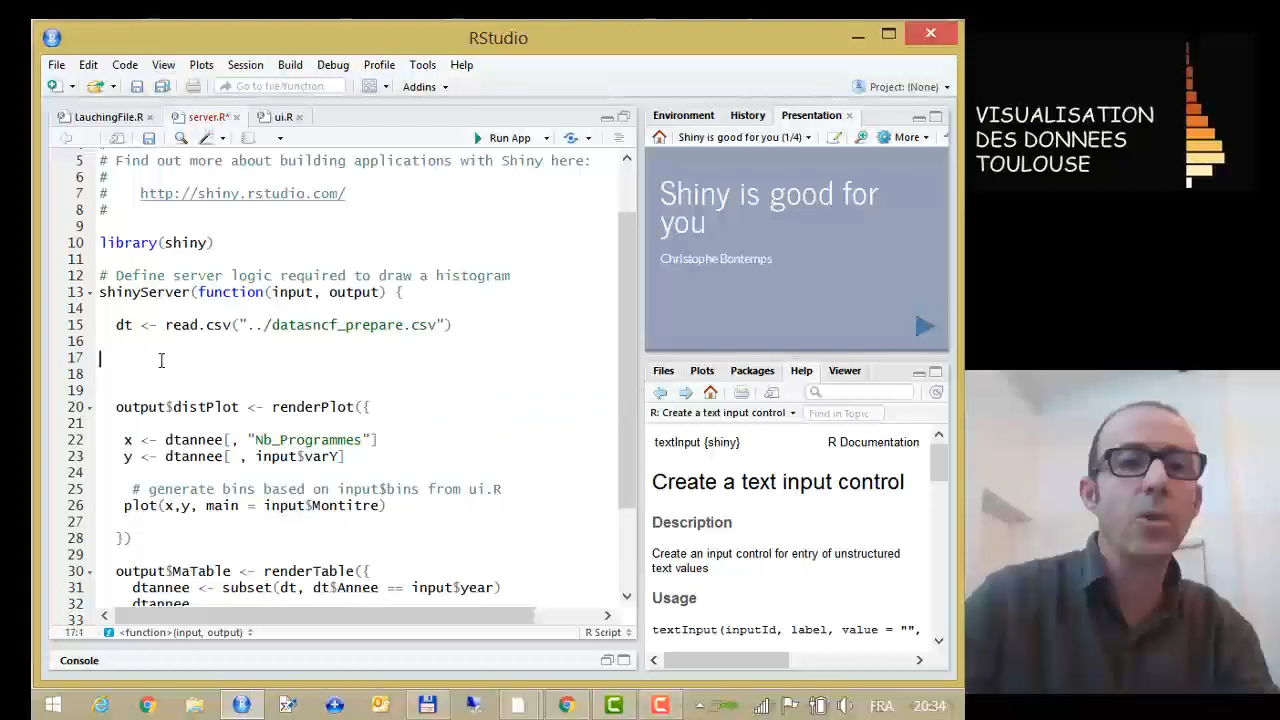 RStudio
File Edit Code View Plots Session Build Debug Profile Tools Help
Go to file/function Addins Project: (None)
LauchingFile.R server.R* ui.R
Run App
5 # Find out more about building applications with Shiny here:
6 #
7 # http://shiny.rstudio.com/
8 #
9
10 library(shiny)
11
12 # Define server logic required to draw a histogram
13 shinyServer(function(input, output) {
14
15 dt <- read.csv("../datasncf_prepare.csv")
16
17
18
19
20 output$distPlot <- renderPlot({
21
22 x <- dtannee[, "Nb_Programmes"]
23 y <- dtannee[ , input$varY]
24
25 # generate bins based on input$bins from ui.R
26 plot(x,y, main = input$Montitre)
27
28 })
29
30 output$MaTable <- renderTable({
31 dtannee <- subset(dt, dt$Annee == input$year)
32 dtannee
33
17:1 <function>(input, output) R Script
Console
Environment History Presentation
Shiny is good for you (1/4) More
Shiny is good for
you
Christophe Bontemps
Files Plots Packages Help Viewer
R: Create a text input control Find in Topic
textInput {shiny} R Documentation
Create a text input control
Description
Create an input control for entry of unstructured
text values
Usage
textInput(inputId, label, value = "",
VISUALISATION
DES DONNEES
TOULOUSE
FRA 20:34